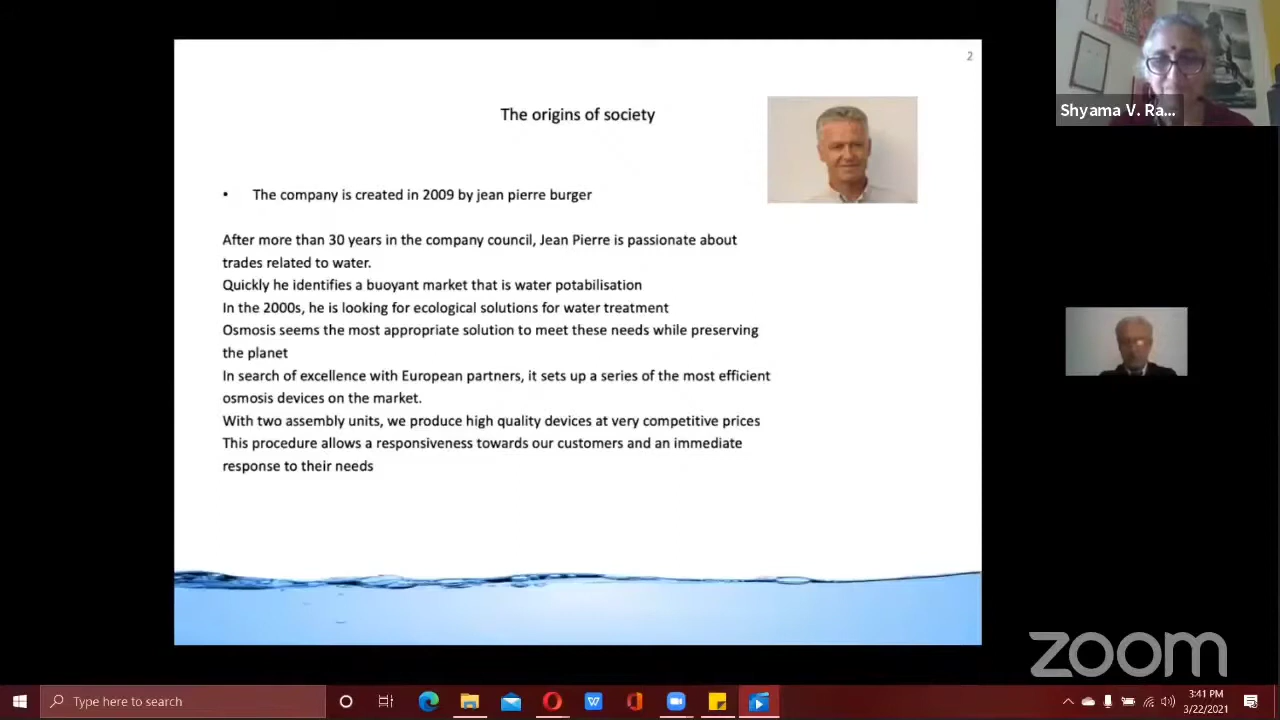 2
Shyama V. Ra...
The origins of society
• The company is created in 2009 by jean pierre burger
After more than 30 years in the company council, Jean Pierre is passionate about
trades related to water.
Quickly he identifies a buoyant market that is water potabilisation
In the 2000s, he is looking for ecological solutions for water treatment
Osmosis seems the most appropriate solution to meet these needs while preserving
the planet
In search of excellence with European partners, it sets up a series of the most efficient
osmosis devices on the market.
With two assembly units, we produce high quality devices at very competitive prices
This procedure allows a responsiveness towards our customers and an immediate
response to their needs
zoom
Type here to search
3:41 PM
3/22/2021